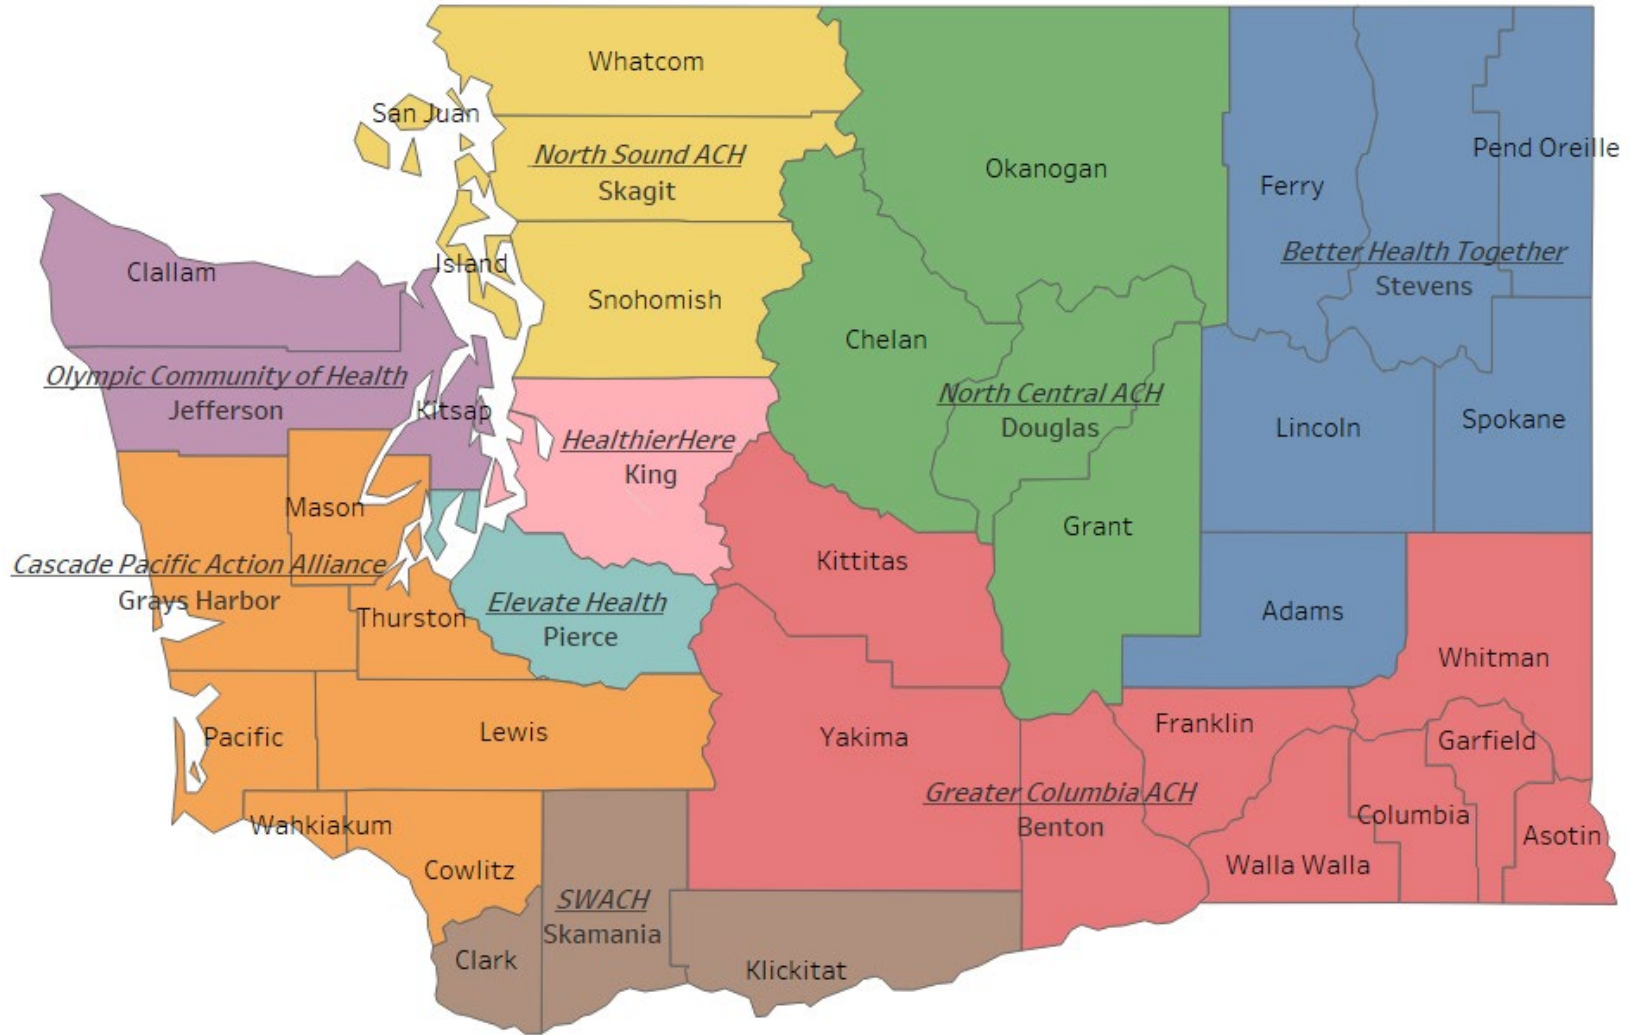 Whatcom
San Juan
North Sound ACH
Skagit
Okanogan
Pend Oreille
Ferry
Island
Clallam
Snohomish
Better Health Together
Stevens
Chelan
Olympic Community of Health
Jefferson
Kitsap
North Central ACH
Douglas
HealthierHere
King
Lincoln
Spokane
Mason
Grant
Cascade Pacific Action Alliance
Grays Harbor
Thurston
Elevate Health
Pierce
Kittitas
Adams
Whitman
Pacific
Lewis
Yakima
Franklin
Garfield
Greater Columbia ACH
Benton
Wahkiakum
Columbia
Asotin
Cowlitz
Walla Walla
SWACH
Skamania
Clark
Klickitat